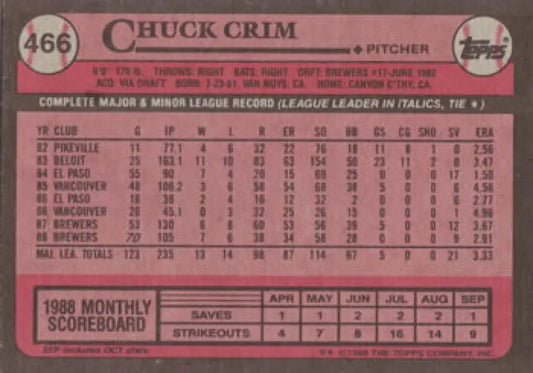 466
CHUCK CRIM
PITCHER
topps
6'0" 170 lb. THROWS: RIGHT BATS: RIGHT DRFT: BREWERS #17-JUNE 1982
ACQ: VIA DRAFT BORN: 7-23-61, VAN NUYS, CA. HOME: CANYON C'TRY, CA.
COMPLETE MAJOR & MINOR LEAGUE RECORD (LEAGUE LEADER IN ITALICS, TIE ♦)
YR CLUB G IP W L R ER SO BB GS CG SHO SV ERA
82 PIKEVILLE 11 77.1 4 6 32 22 76 18 11 8 1 0 2.56
83 BELOIT 25 163.1 11 10 83 63 154 50 23 11 2 0 3.47
84 EL PASO 55 90 7 4 20 15 69 25 0 0 0 17 1.50
85 VANCOUVER 48 106.2 3 6 58 54 68 38 5 0 0 6 4.56
86 EL PASO 16 39 2 4 16 12 32 2 0 0 0 6 2.77
86 VANCOUVER 26 45.1 0 3 32 25 26 15 0 0 0 1 4.96
87 BREWERS 53 130 6 8 60 53 56 39 5 0 0 12 3.67
88 BREWERS 70 105 7 6 38 34 58 28 0 0 0 9 2.91
MAJ. LEA. TOTALS 123 235 13 14 98 87 114 67 5 0 0 21 3.33
1988 MONTHLY SCOREBOARD
APR MAY JUN JUL AUG SEP
SAVES 1 1 2 2 2 1
STRIKEOUTS 4 7 8 16 14 9
SEP includes OCT stats
© 1989 THE TOPPS COMPANY, INC.